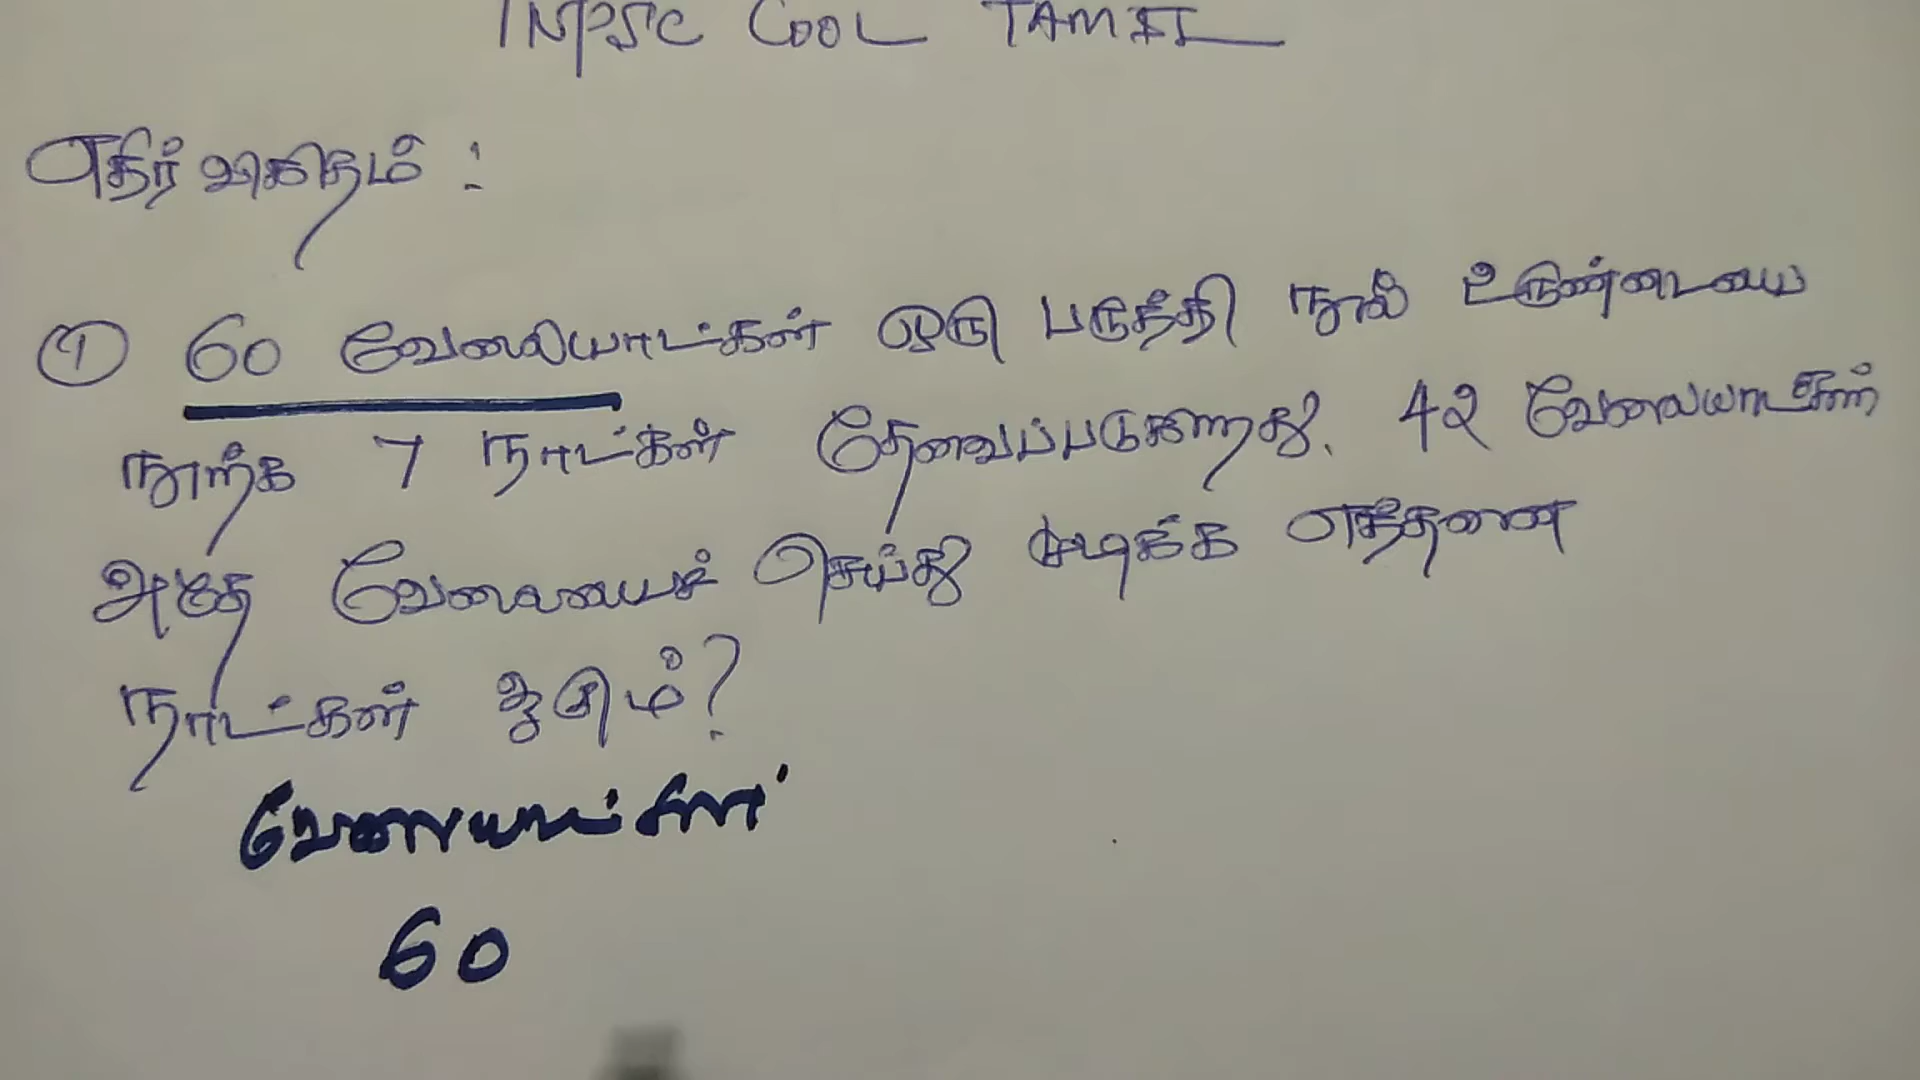 TNPSC COOL TAMIL
எதிர் விகிதம் :
① 60 வேலையாட்கள் ஒரு பருத்தி நூல் உருண்டையை
நூற்க 7 நாட்கள் தேவைப்படுகிறது. 42 வேலையாட்கள்
அதே வேலையைச் செய்து முடிக்க எத்தனை
நாட்கள் ஆகும்?
வேலையாட்கள்
60